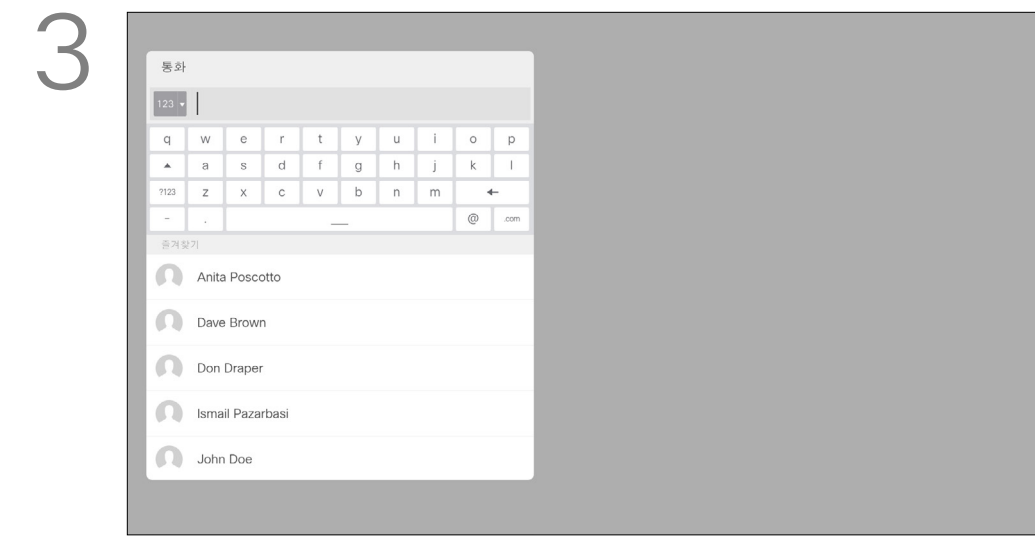 3
통화
123
q w e r t y u i o p
a s d f g h j k l
?123 z x c v b n m
- . __ @ .com
즐겨찾기
Anita Poscotto
Dave Brown
Don Draper
Ismail Pazarbasi
John Doe